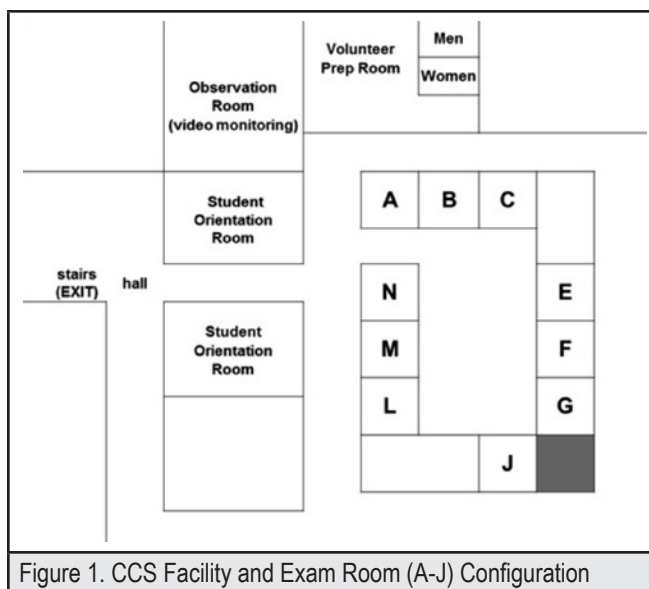 Volunteer
Prep Room
Men
Women
Observation
Room
(video monitoring)
Student
Orientation
Room
A
B
C
stairs
(EXIT)
hall
N
E
Student
Orientation
Room
M
F
L
G
J
Figure 1. CCS Facility and Exam Room (A-J) Configuration